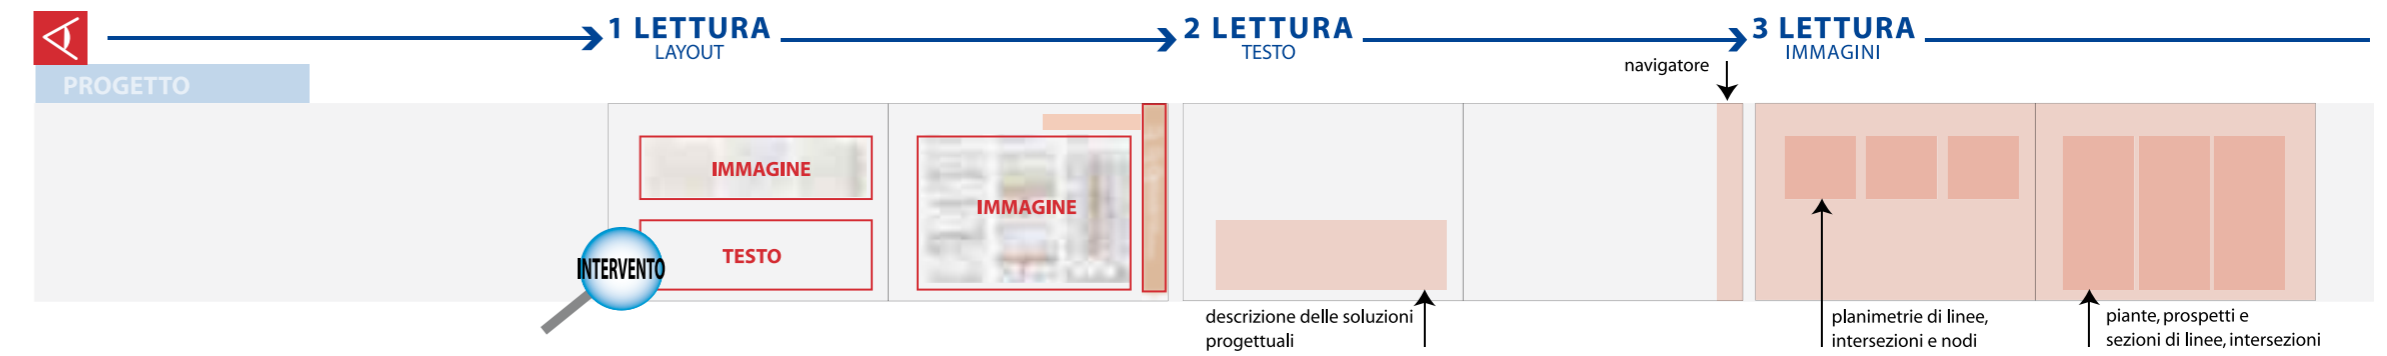 1 LETTURA
LAYOUT
2 LETTURA
TESTO
3 LETTURA
IMMAGINI
navigatore
PROGETTO
IMMAGINE
IMMAGINE
TESTO
INTERVENTO
descrizione delle soluzioni
progettuali
planimetrie di linee,
intersezioni e nodi
piante, prospetti e
sezioni di linee, intersezioni